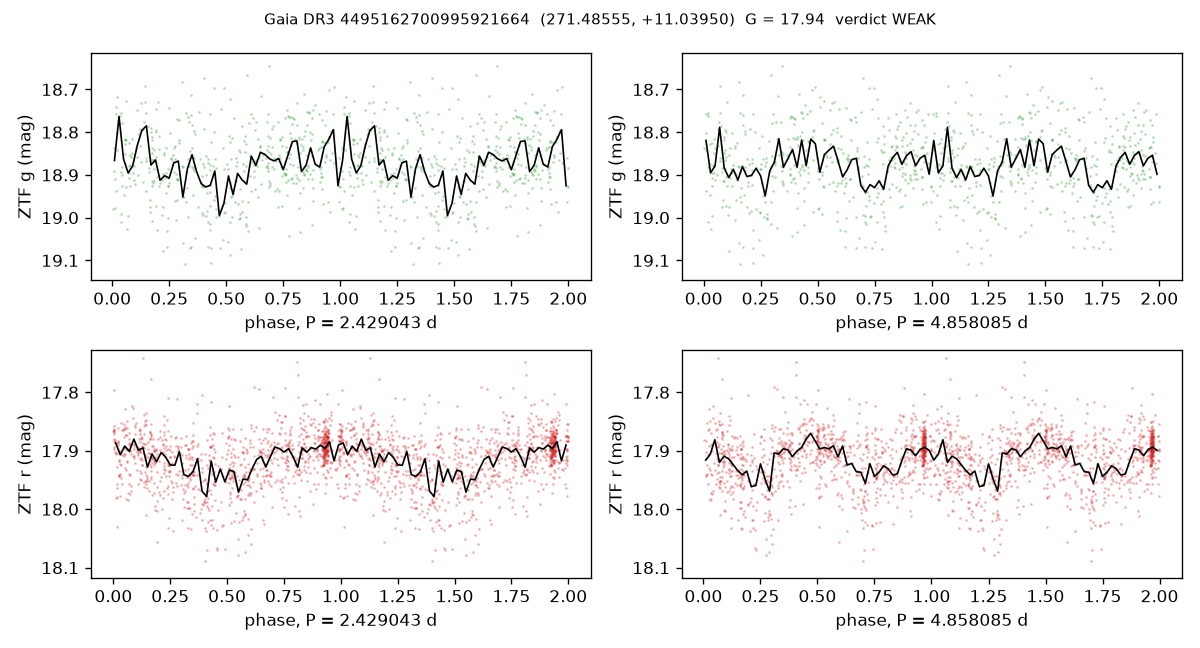 Gaia DR3 4495162700995921664  (271.48555, +11.03950)  G = 17.94  verdict WEAK
ZTF g (mag)
18.7
18.8
18.9
19.0
19.1
0.00 0.25 0.50 0.75 1.00 1.25 1.50 1.75 2.00
phase, P = 2.429043 d
ZTF g (mag)
18.7
18.8
18.9
19.0
19.1
0.00 0.25 0.50 0.75 1.00 1.25 1.50 1.75 2.00
phase, P = 4.858085 d
ZTF r (mag)
17.8
17.9
18.0
18.1
0.00 0.25 0.50 0.75 1.00 1.25 1.50 1.75 2.00
phase, P = 2.429043 d
ZTF r (mag)
17.8
17.9
18.0
18.1
0.00 0.25 0.50 0.75 1.00 1.25 1.50 1.75 2.00
phase, P = 4.858085 d